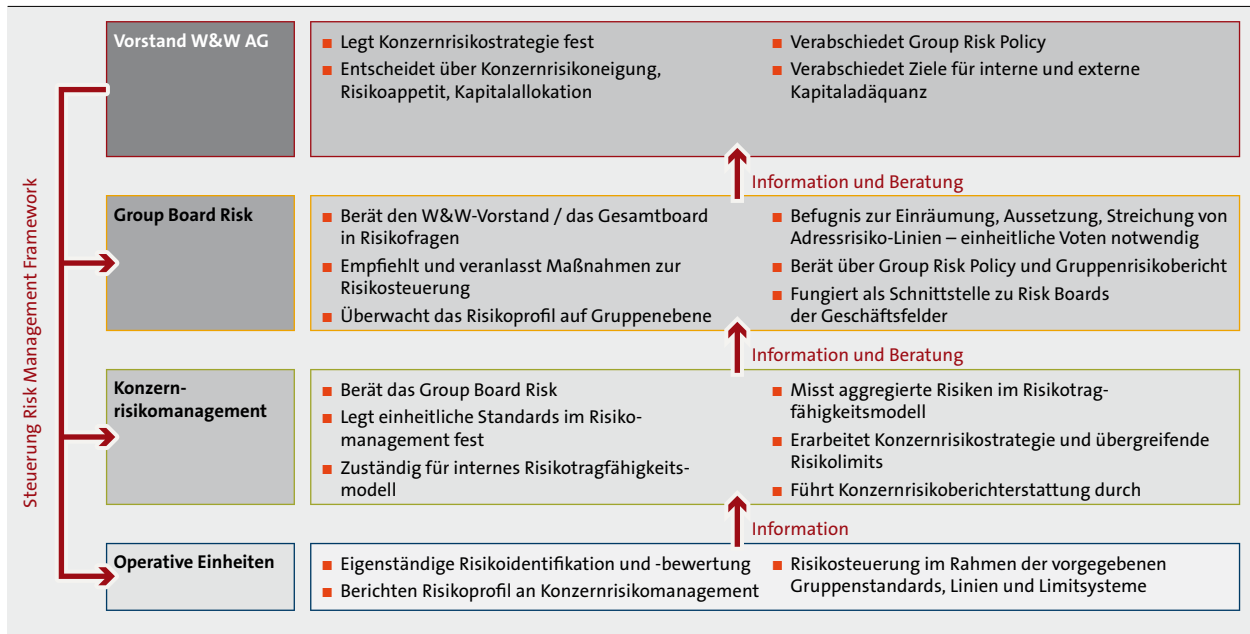 Steuerung Risk Management Framework
Vorstand W&W AG
■ Legt Konzernrisikostrategie fest
■ Entscheidet über Konzernrisikoneigung,
Risikoappetit, Kapitalallokation
■ Verabschiedet Group Risk Policy
■ Verabschiedet Ziele für interne und externe
Kapitaladäquanz
Information und Beratung
Group Board Risk
■ Berät den W&W-Vorstand / das Gesamtboard
in Risikofragen
■ Empfiehlt und veranlasst Maßnahmen zur
Risikosteuerung
■ Überwacht das Risikoprofil auf Gruppenebene
■ Befugnis zur Einräumung, Aussetzung, Streichung von
Adressrisiko-Linien – einheitliche Voten notwendig
■ Berät über Group Risk Policy und Gruppenrisikobericht
■ Fungiert als Schnittstelle zu Risk Boards
der Geschäftsfelder
Information und Beratung
Konzern-
risikomanagement
■ Berät das Group Board Risk
■ Legt einheitliche Standards im Risiko-
management fest
■ Zuständig für internes Risikotragfähigkeits-
modell
■ Misst aggregierte Risiken im Risikotrag-
fähigkeitsmodell
■ Erarbeitet Konzernrisikostrategie und übergreifende
Risikolimits
■ Führt Konzernrisikoberichterstattung durch
Information
Operative Einheiten
■ Eigenständige Risikoidentifikation und -bewertung
■ Berichten Risikoprofil an Konzernrisikomanagement
■ Risikosteuerung im Rahmen der vorgegebenen
Gruppenstandards, Linien und Limitsysteme